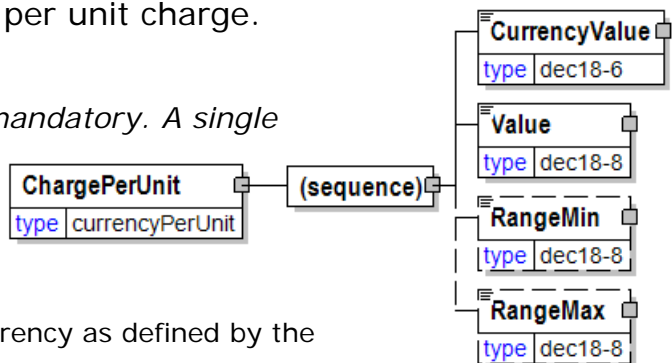 per unit charge.
CurrencyValue
type dec18-6
mandatory. A single
Value
type dec18-8
ChargePerUnit
type currencyPerUnit
(sequence)
RangeMin
type dec18-8
RangeMax
type dec18-8
rrency as defined by the